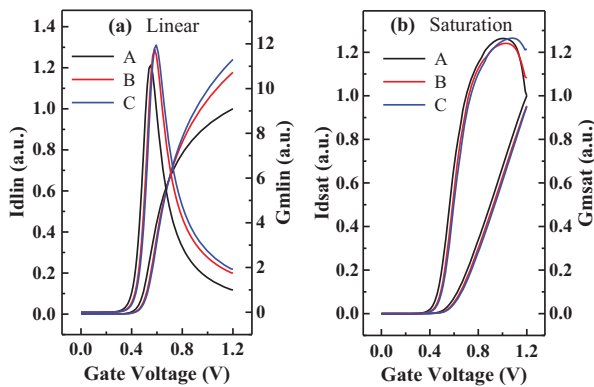 (a) Linear
(b) Saturation
A
B
C
A
B
C
Idlin (a.u.)
1.4
1.2
1.0
0.8
0.6
0.4
0.2
0.0
Gmlin (a.u.)
12
10
8
6
4
2
0
0.0 0.4 0.8 1.2
Gate Voltage (V)
Idsat (a.u.)
1.2
1.0
0.8
0.6
0.4
0.2
0.0
Gmsat (a.u.)
1.2
1.0
0.8
0.6
0.4
0.2
0.0
0.0 0.4 0.8 1.2
Gate Voltage (V)